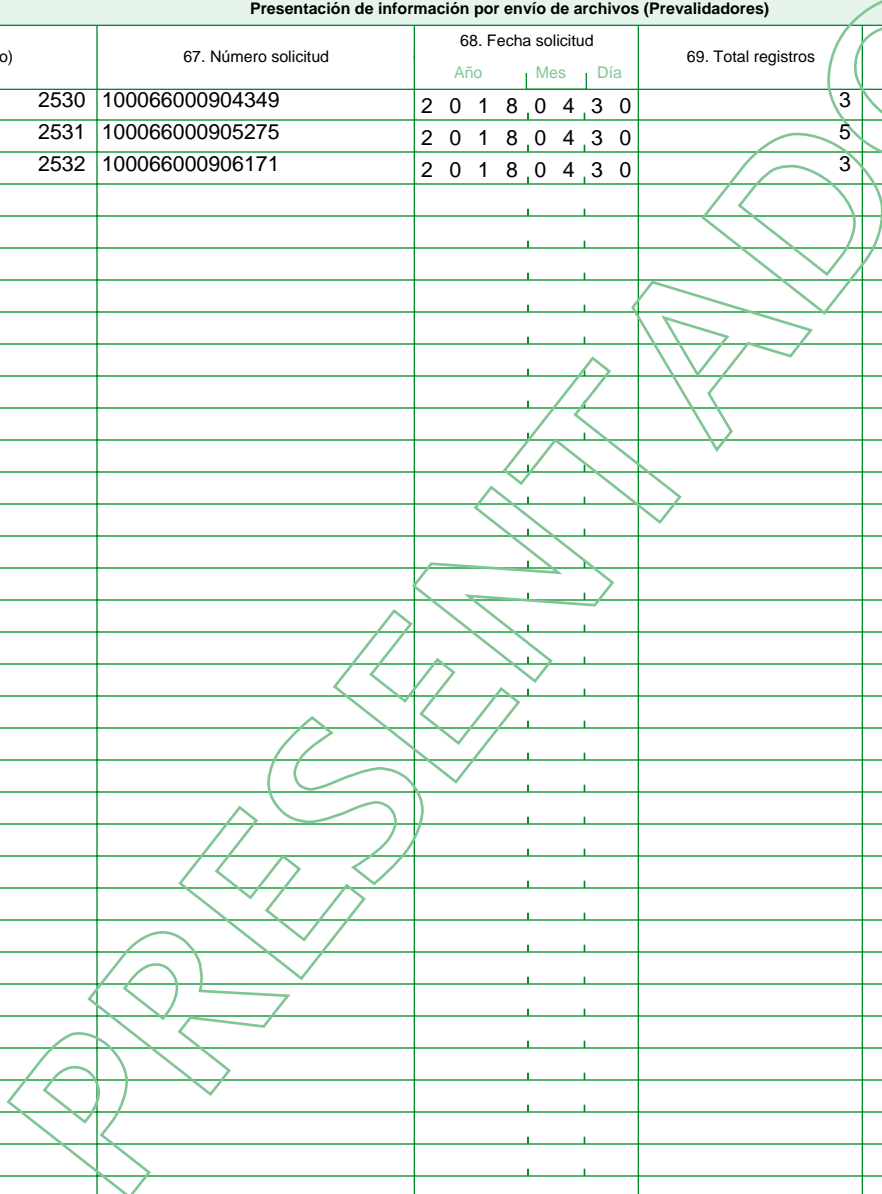 Presentación de información por envío de archivos (Prevalidadores)
o) 67. Número solicitud 68. Fecha solicitud 69. Total registros
Año Mes Día
2530 100066000904349 2 0 1 8 0 4 3 0 3
2531 100066000905275 2 0 1 8 0 4 3 0 5
2532 100066000906171 2 0 1 8 0 4 3 0 3
PRESENTADO